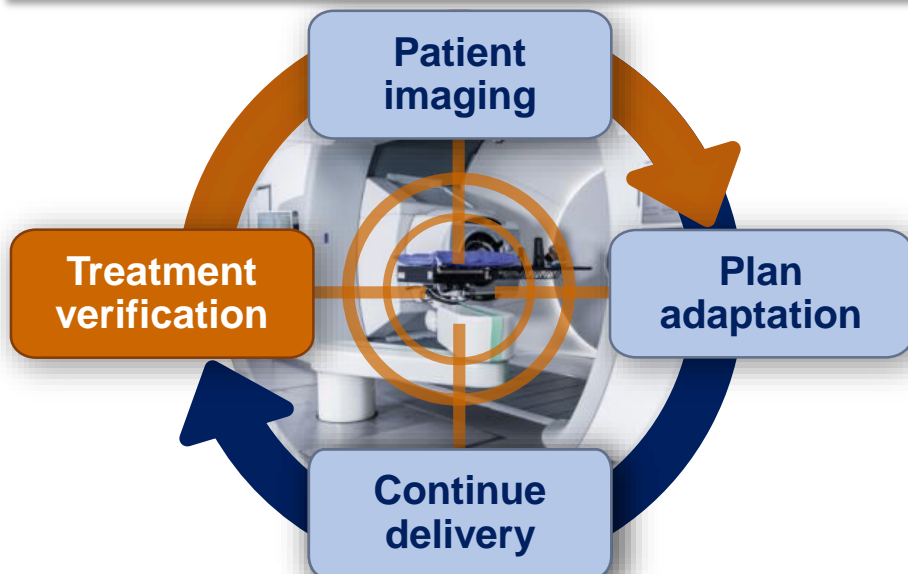 Patient
imaging
Treatment
verification
Plan
adaptation
Continue
delivery